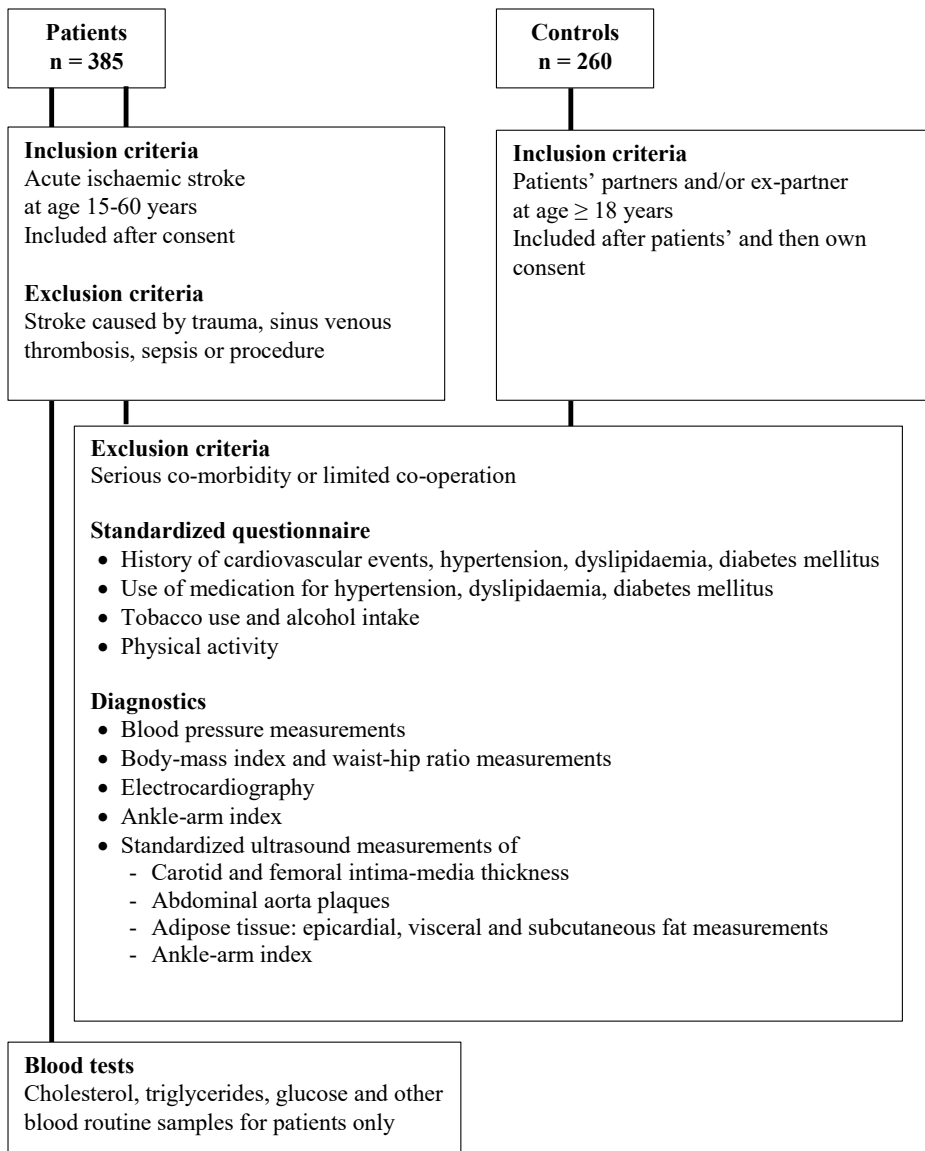 Patients
n = 385
Controls
n = 260
Inclusion criteria
Acute ischaemic stroke
at age 15-60 years
Included after consent
Exclusion criteria
Stroke caused by trauma, sinus venous
thrombosis, sepsis or procedure
Inclusion criteria
Patients’ partners and/or ex-partner
at age ≥ 18 years
Included after patients’ and then own
consent
Exclusion criteria
Serious co-morbidity or limited co-operation
Standardized questionnaire
• History of cardiovascular events, hypertension, dyslipidaemia, diabetes mellitus
• Use of medication for hypertension, dyslipidaemia, diabetes mellitus
• Tobacco use and alcohol intake
• Physical activity
Diagnostics
• Blood pressure measurements
• Body-mass index and waist-hip ratio measurements
• Electrocardiography
• Ankle-arm index
• Standardized ultrasound measurements of
- Carotid and femoral intima-media thickness
- Abdominal aorta plaques
- Adipose tissue: epicardial, visceral and subcutaneous fat measurements
- Ankle-arm index
Blood tests
Cholesterol, triglycerides, glucose and other
blood routine samples for patients only